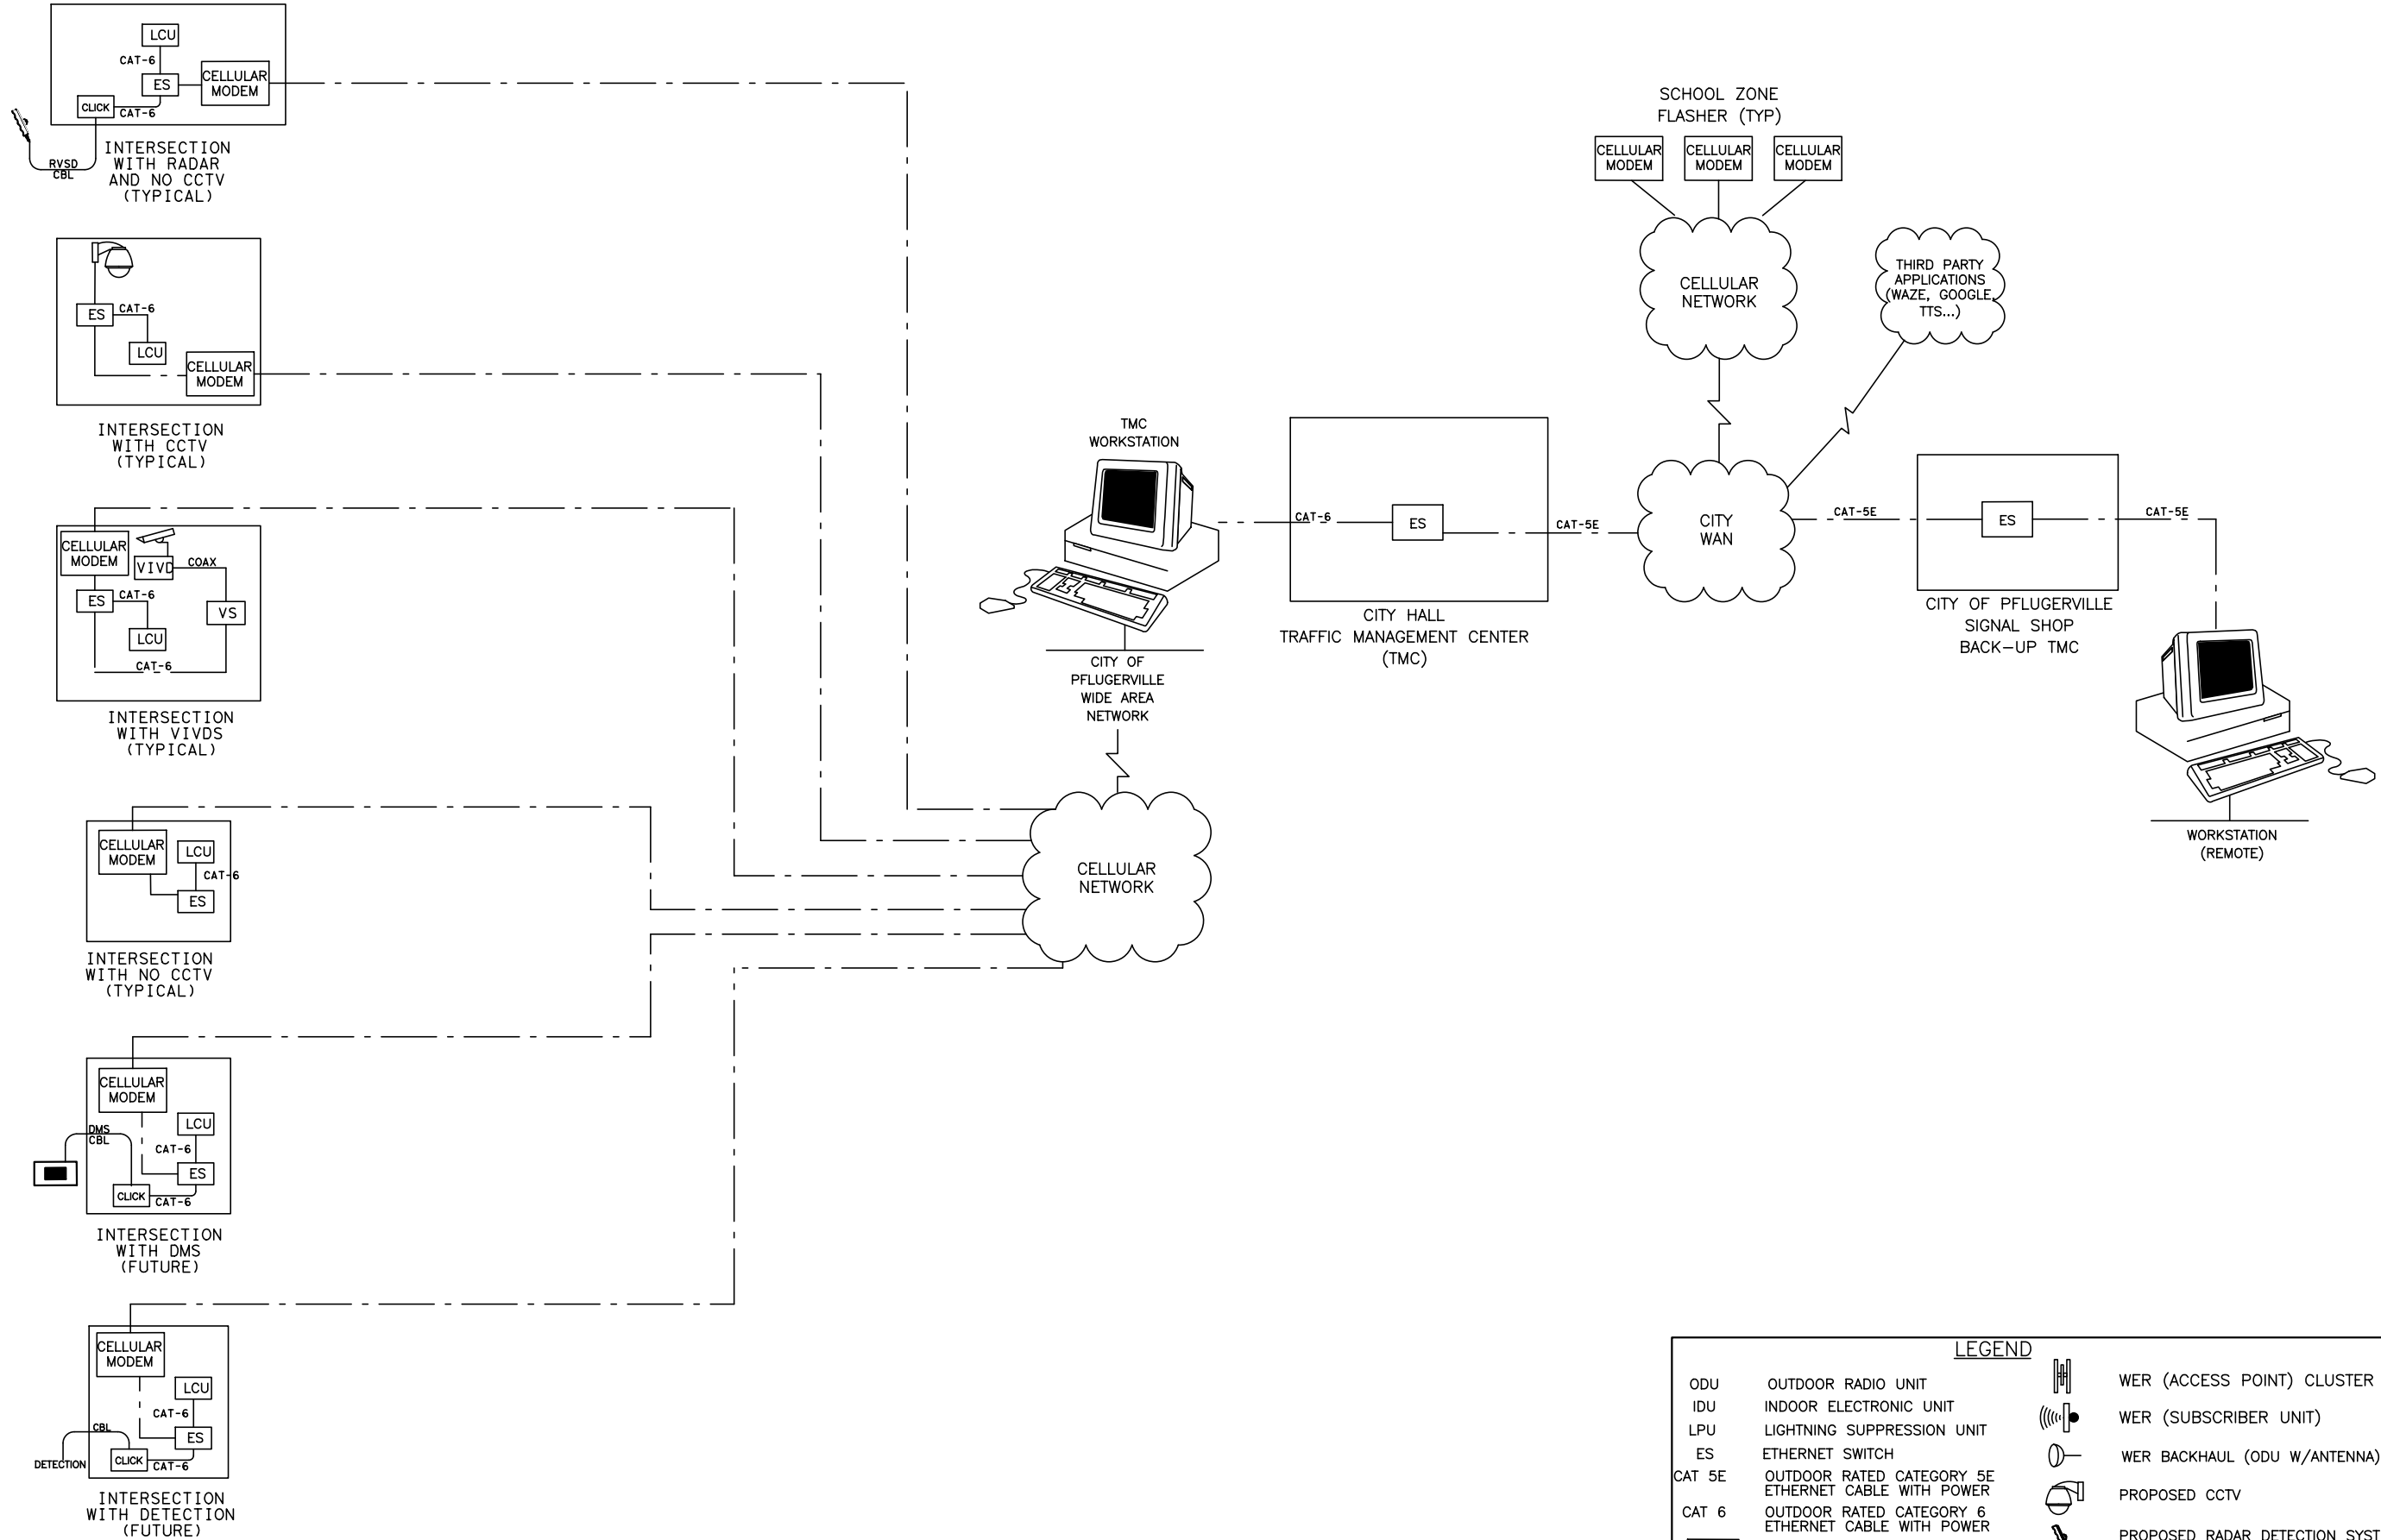 LCU
CAT-6
ES
CELLULAR
MODEM
CLICK
CAT-6
RVSD
CBL
INTERSECTION
WITH RADAR
AND NO CCTV
(TYPICAL)
ES
CAT-6
LCU
CELLULAR
MODEM
INTERSECTION
WITH CCTV
(TYPICAL)
CELLULAR
MODEM
VIVD
COAX
ES
CAT-6
VS
LCU
CAT-6
INTERSECTION
WITH VIVDS
(TYPICAL)
CELLULAR
MODEM
LCU
CAT-6
ES
INTERSECTION
WITH NO CCTV
(TYPICAL)
CELLULAR
MODEM
LCU
DMS
CBL
CAT-6
ES
CLICK
CAT-6
INTERSECTION
WITH DMS
(FUTURE)
CELLULAR
MODEM
LCU
CAT-6
CBL
ES
DETECTION
CLICK
CAT-6
INTERSECTION
WITH DETECTION
(FUTURE)
TMC
WORKSTATION
CITY OF
PFLUGERVILLE
WIDE AREA
NETWORK
CELLULAR
NETWORK
CAT-6
ES
CAT-5E
CITY HALL
TRAFFIC MANAGEMENT CENTER
(TMC)
SCHOOL ZONE
FLASHER (TYP)
CELLULAR
MODEM
CELLULAR
MODEM
CELLULAR
MODEM
CELLULAR
NETWORK
THIRD PARTY
APPLICATIONS
(WAZE, GOOGLE,
TTS...)
CITY
WAN
CAT-5E
ES
CAT-5E
CITY OF PFLUGERVILLE
SIGNAL SHOP
BACK-UP TMC
WORKSTATION
(REMOTE)
LEGEND
ODU OUTDOOR RADIO UNIT
IDU INDOOR ELECTRONIC UNIT
LPU LIGHTNING SUPPRESSION UNIT
ES ETHERNET SWITCH
CAT 5E OUTDOOR RATED CATEGORY 5E
ETHERNET CABLE WITH POWER
CAT 6 OUTDOOR RATED CATEGORY 6
ETHERNET CABLE WITH POWER
WER (ACCESS POINT) CLUSTER
WER (SUBSCRIBER UNIT)
WER BACKHAUL (ODU W/ANTENNA)
PROPOSED CCTV
PROPOSED RADAR DETECTION SYST